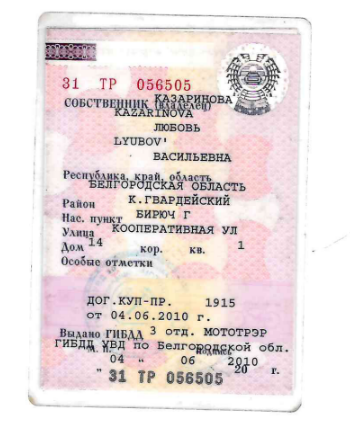 31 ТР 056505
СОБСТВЕННИК (владелец)
КАЗАРИНОВА
KAZARINOVA
ЛЮБОВЬ
LYUBOV'
ВАСИЛЬЕВНА
Республика, край, область
БЕЛГОРОДСКАЯ ОБЛАСТЬ
Район К.ГВАРДЕЙСКИЙ
Нас. пункт БИРЮЧ Г
Улица КООПЕРАТИВНАЯ УЛ
Дом 14 кор. кв. 1
Особые отметки
ДОГ.КУП-ПР. 1915
от 04.06.2010 г.
Выдано ГИБДД 3 отд. МОТОТРЭР
ГИБДД УВД по Белгородской обл.
М. П. подпись
04 " 06 2010
" 20 г.
31 ТР 056505